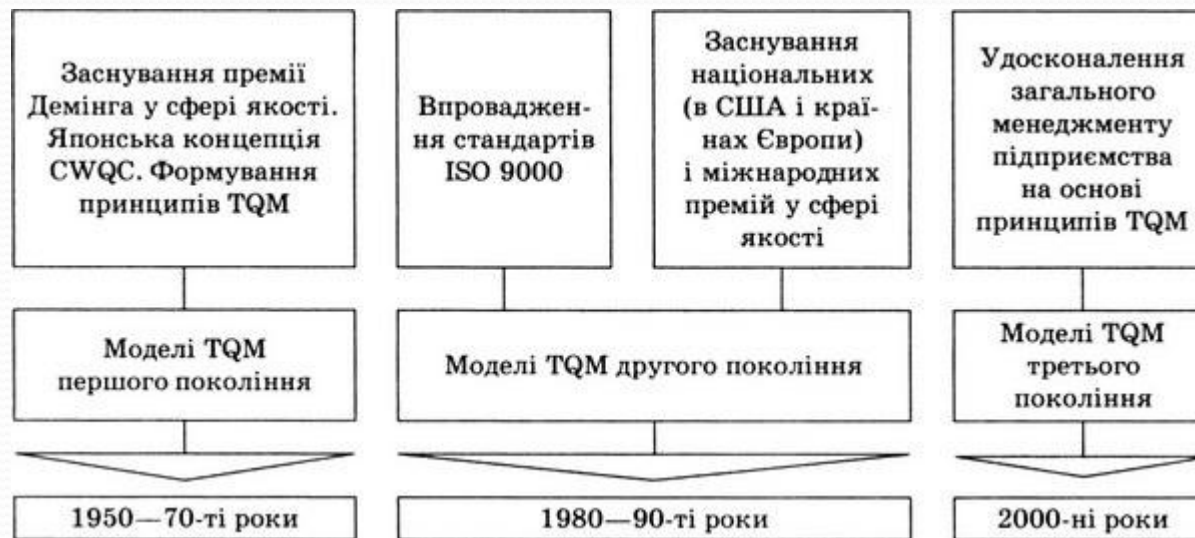 Заснування премії
Демінга у сфері якості.
Японська концепція
CWQC. Формування
принципів TQM
Впроваджен-
ня стандартів
ISO 9000
Заснування
національних
(в США і краї-
нах Європи)
і міжнародних
премій у сфері
якості
Удосконалення
загального
менеджменту
підприємства
на основі
принципів TQM
Моделі TQM
першого покоління
Моделі TQM другого покоління
Моделі TQM
третього
покоління
1950—70-ті роки
1980—90-ті роки
2000-ні роки